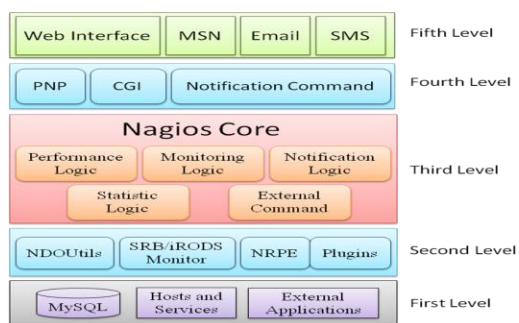 Web Interface MSN Email SMS Fifth Level
PNP CGI Notification Command Fourth Level
Nagios Core
Performance Logic Monitoring Logic Notification Logic
Third Level
Statistic Logic External Command
NDOUtils SRB/iRODS Monitor NRPE Plugins Second Level
MySQL Hosts and Services External Applications First Level